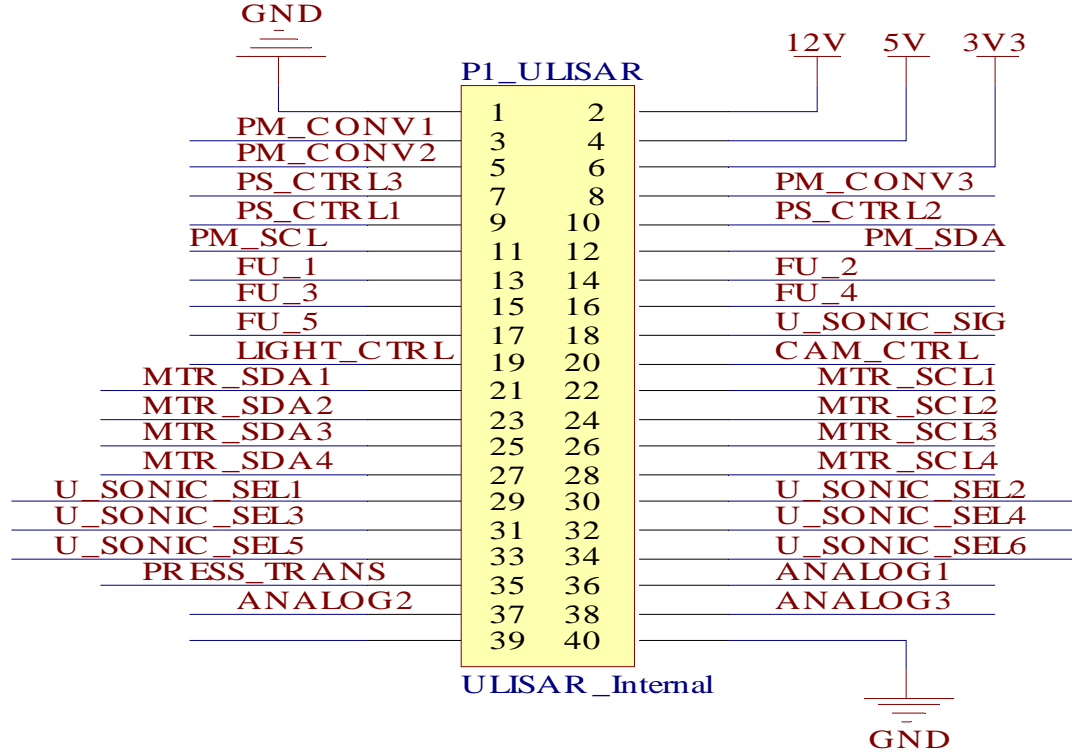 GND
12V 5V 3V3
P1_ULISAR
1 2
PM_CONV1 3 4
PM_CONV2 5 6
PS_CTRL3 7 8 PM_CONV3
PS_CTRL1 9 10 PS_CTRL2
PM_SCL 11 12 PM_SDA
FU_1 13 14 FU_2
FU_3 15 16 FU_4
FU_5 17 18 U_SONIC_SIG
LIGHT_CTRL 19 20 CAM_CTRL
MTR_SDA1 21 22 MTR_SCL1
MTR_SDA2 23 24 MTR_SCL2
MTR_SDA3 25 26 MTR_SCL3
MTR_SDA4 27 28 MTR_SCL4
U_SONIC_SEL1 29 30 U_SONIC_SEL2
U_SONIC_SEL3 31 32 U_SONIC_SEL4
U_SONIC_SEL5 33 34 U_SONIC_SEL6
PRESS_TRANS 35 36 ANALOG1
ANALOG2 37 38 ANALOG3
39 40
ULISAR_Internal
GND